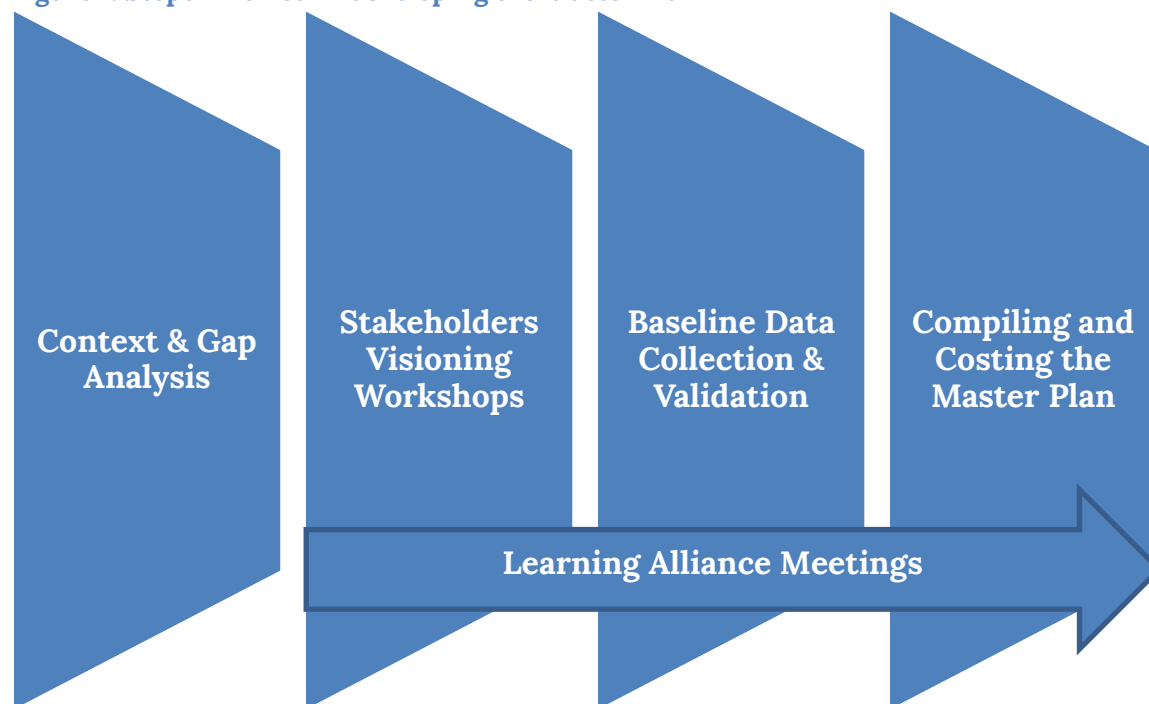 Context & Gap
Analysis
Stakeholders
Visioning
Workshops
Baseline Data
Collection &
Validation
Compiling and
Costing the
Master Plan
Learning Alliance Meetings